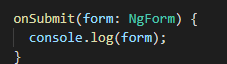 onSubmit(form: NgForm) {
  console.log(form);
}